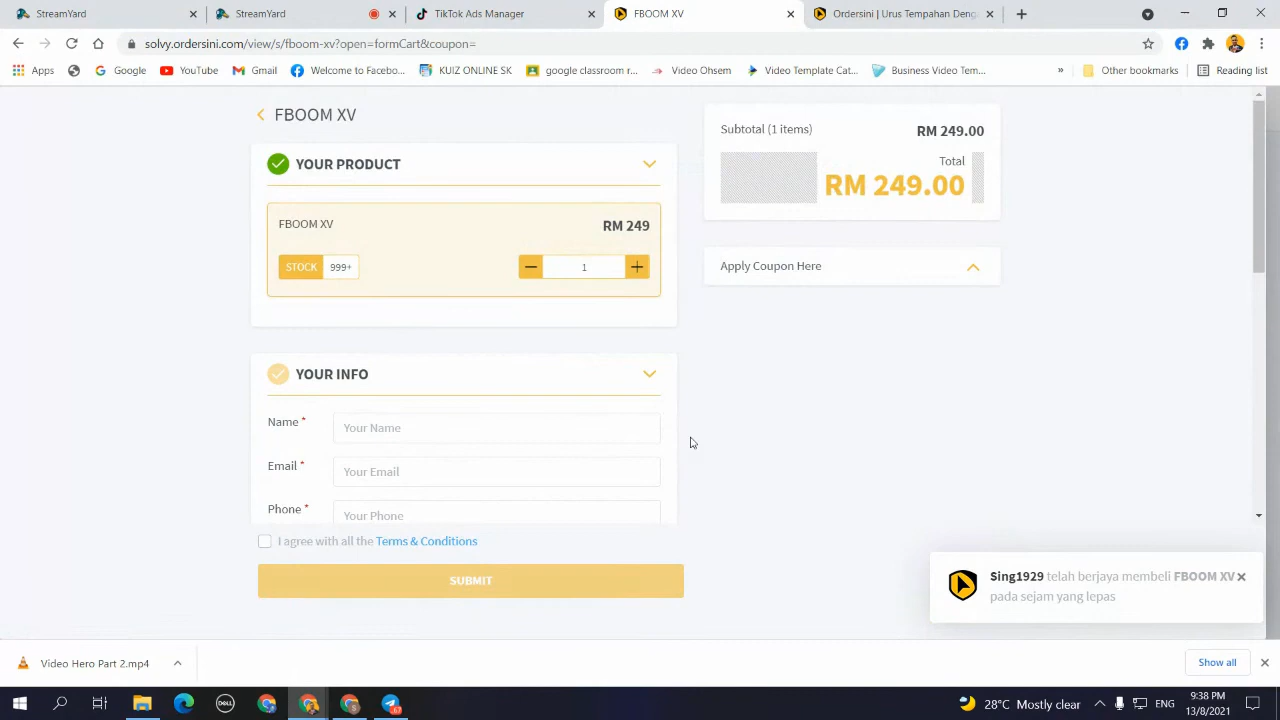 StreamYard
StreamYard
TikTok Ads Manager
FBOOM XV
Ordersini | Urus Tempahan Deng
solvy.ordersini.com/view/s/fboom-xv?open=formCart&coupon=
Apps
Google
YouTube
Gmail
Welcome to Facebo...
KUIZ ONLINE SK
google classroom r...
Video Ohsem
Video Template Cat...
Business Video Tem...
»
Other bookmarks
Reading list
FBOOM XV
YOUR PRODUCT
FBOOM XV
RM 249
STOCK 999+
1
YOUR INFO
Name *
Your Name
Email *
Your Email
Phone *
Your Phone
I agree with all the Terms & Conditions
SUBMIT
Subtotal (1 items)
RM 249.00
Total
RM 249.00
Apply Coupon Here
Sing1929 telah berjaya membeli FBOOM XV
pada sejam yang lepas
Video Hero Part 2.mp4
Show all
DELL
67
28°C Mostly clear
ENG
9:38 PM
13/8/2021